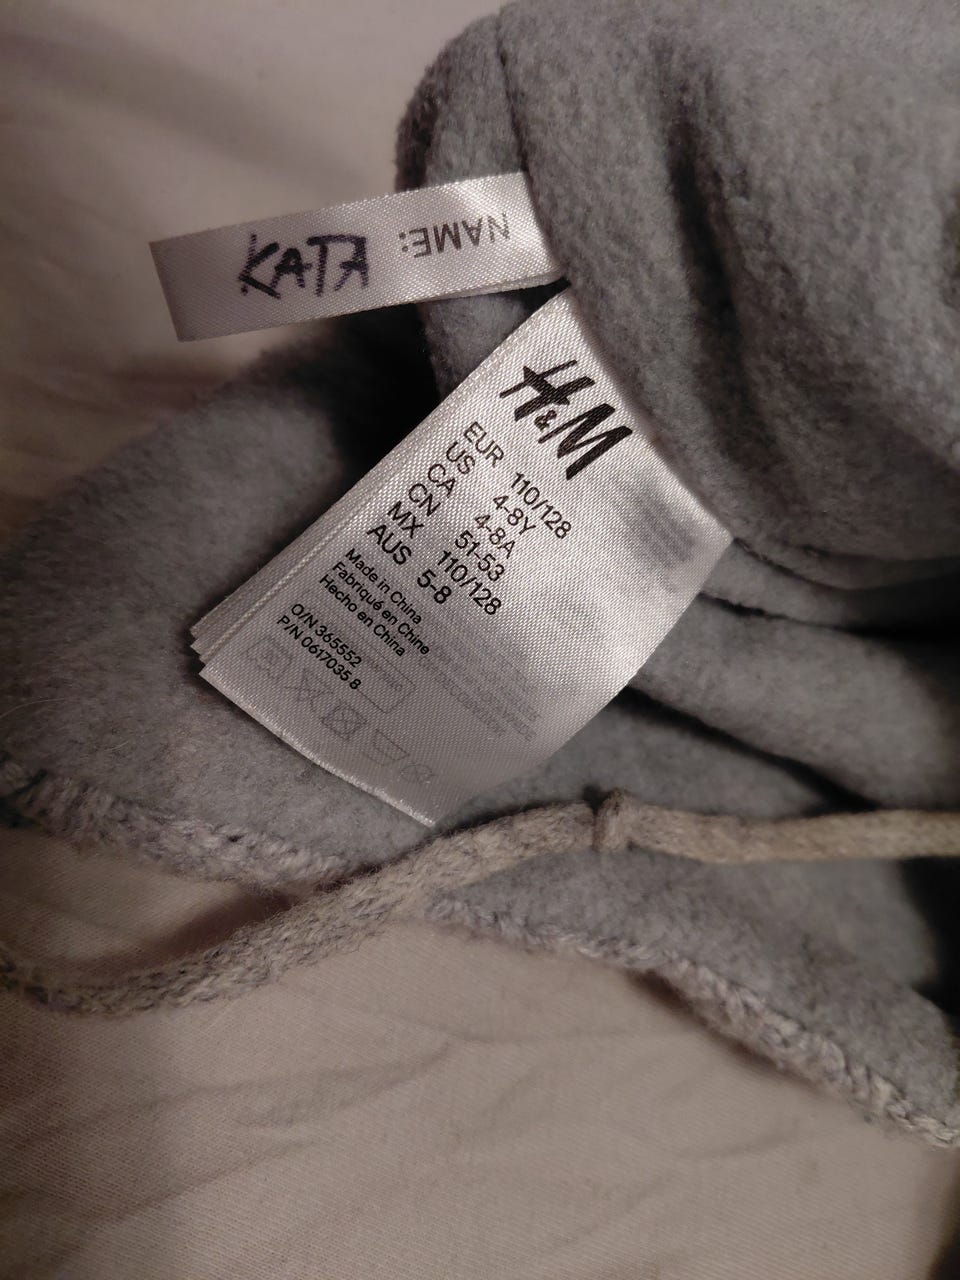 NAME:
KATA
H&M
EUR 110/128
US 4-8Y
CA 4-8A
CN 51-53
MX 110/128
AUS 5-8
Made in China
Fabriqué en Chine
Hecho en China
O/N 365552
P/N 0617035 8